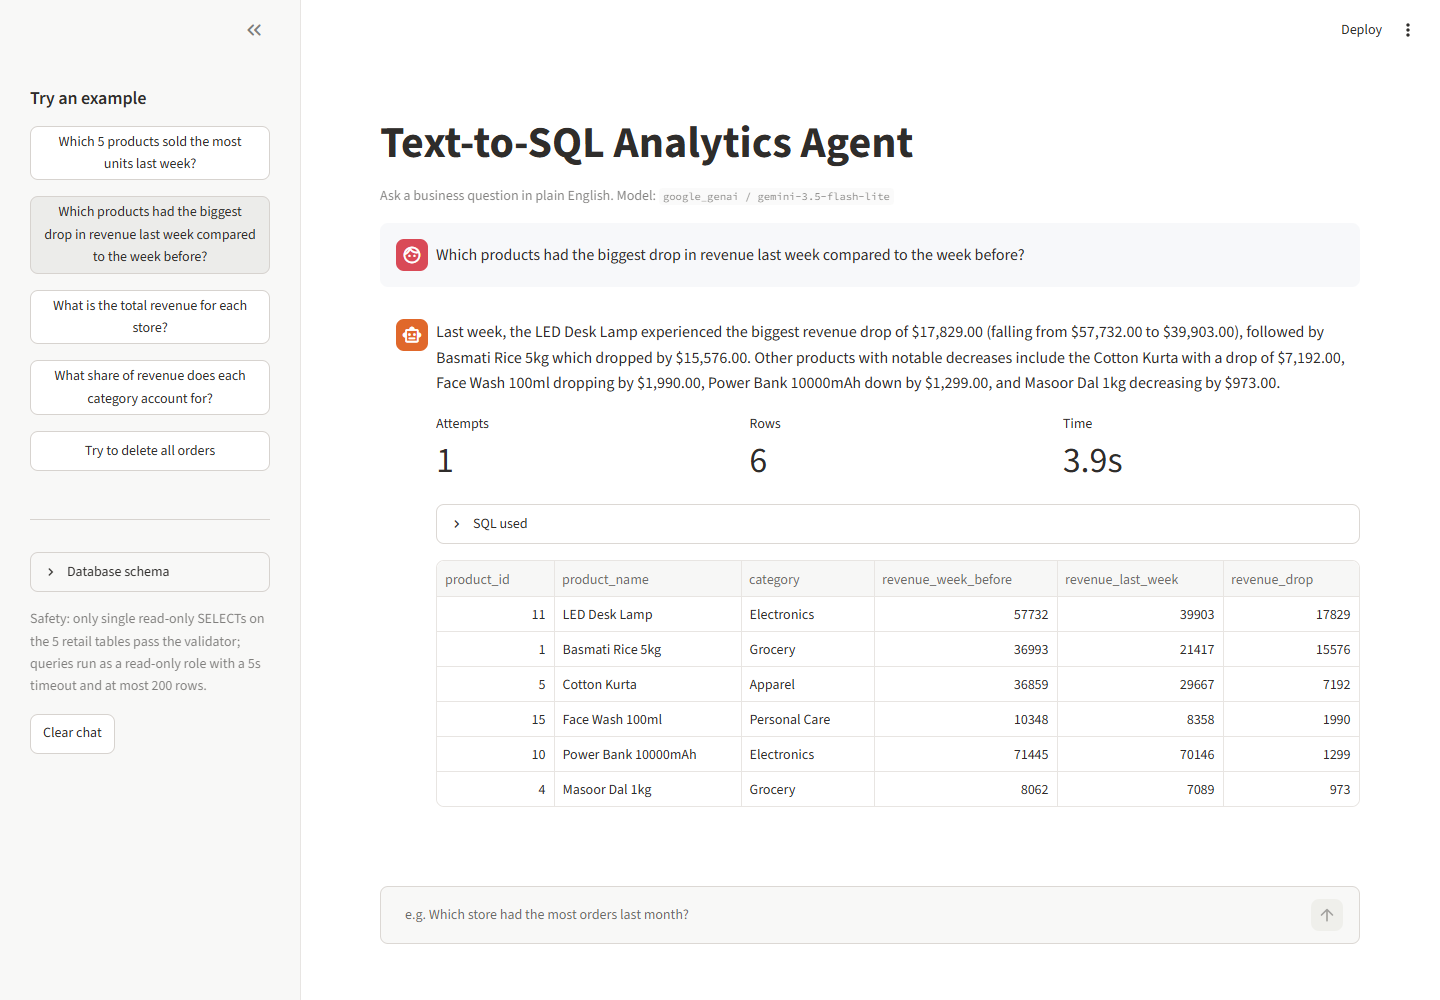 Deploy
Try an example
Which 5 products sold the most
units last week?
Which products had the biggest
drop in revenue last week compared
to the week before?
What is the total revenue for each
store?
What share of revenue does each
category account for?
Try to delete all orders
Database schema
Safety: only single read-only SELECTs on
the 5 retail tables pass the validator;
queries run as a read-only role with a 5s
timeout and at most 200 rows.
Clear chat
Text-to-SQL Analytics Agent
Ask a business question in plain English. Model: google_genai / gemini-3.5-flash-lite
Which products had the biggest drop in revenue last week compared to the week before?
Last week, the LED Desk Lamp experienced the biggest revenue drop of $17,829.00 (falling from $57,732.00 to $39,903.00), followed by
Basmati Rice 5kg which dropped by $15,576.00. Other products with notable decreases include the Cotton Kurta with a drop of $7,192.00,
Face Wash 100ml dropping by $1,990.00, Power Bank 10000mAh down by $1,299.00, and Masoor Dal 1kg decreasing by $973.00.
Attempts Rows Time
1 6 3.9s
SQL used
product_id product_name category revenue_week_before revenue_last_week revenue_drop
11 LED Desk Lamp Electronics 57732 39903 17829
1 Basmati Rice 5kg Grocery 36993 21417 15576
5 Cotton Kurta Apparel 36859 29667 7192
15 Face Wash 100ml Personal Care 10348 8358 1990
10 Power Bank 10000mAh Electronics 71445 70146 1299
4 Masoor Dal 1kg Grocery 8062 7089 973
e.g. Which store had the most orders last month?